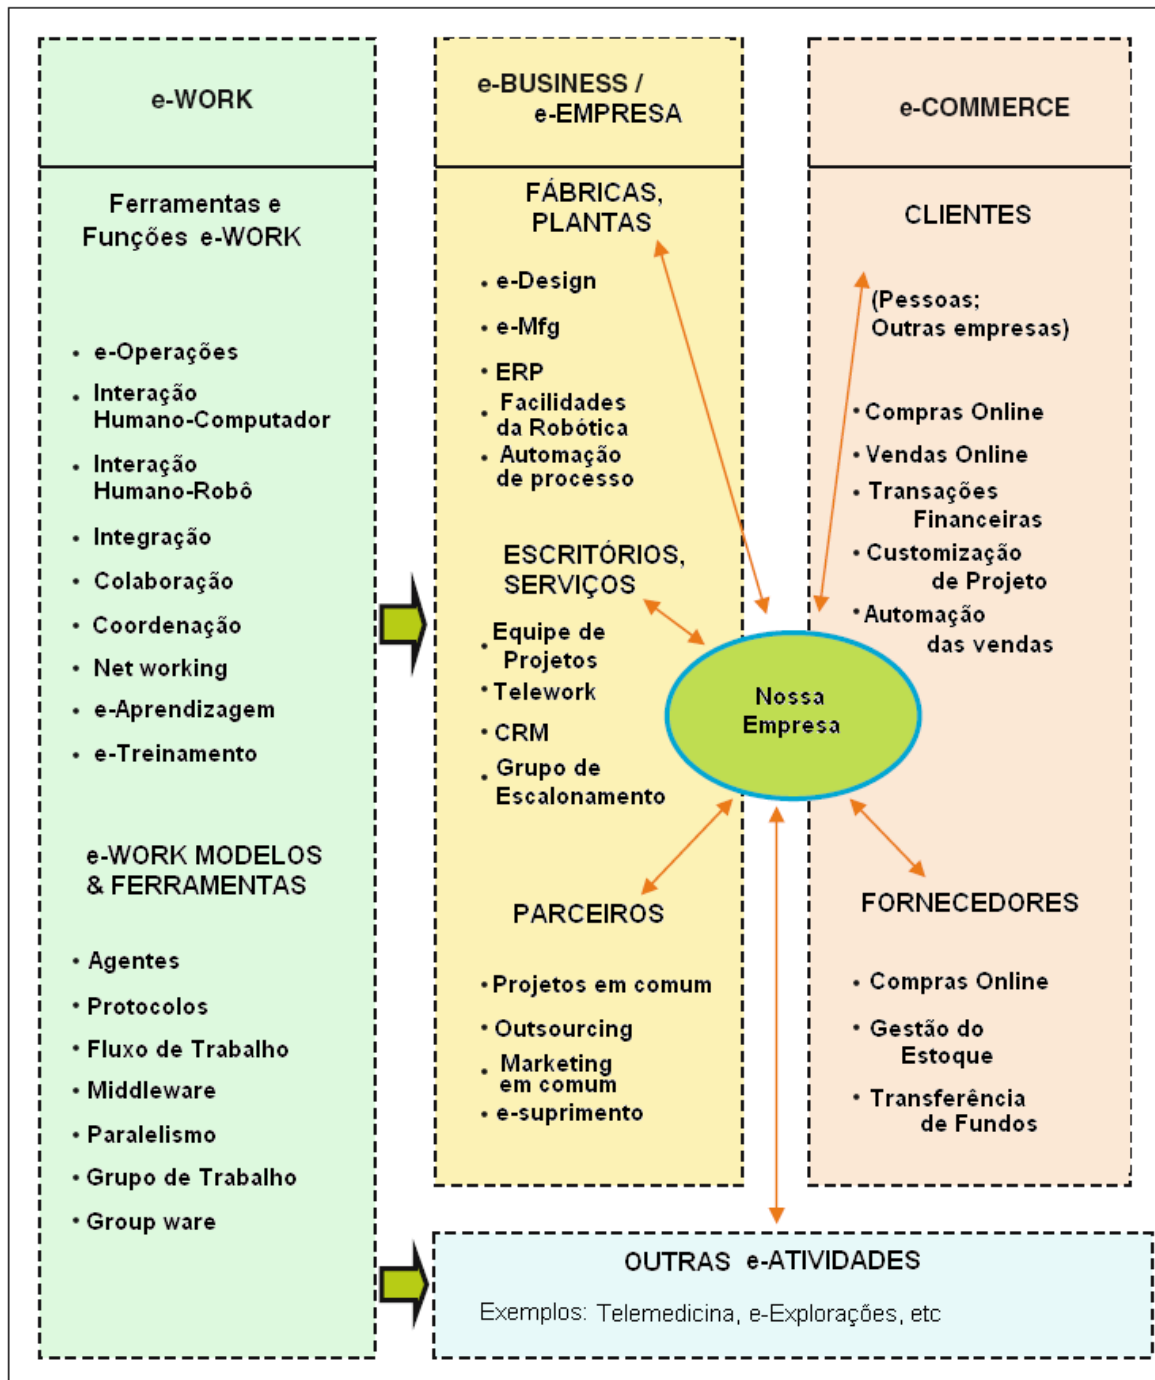 e-WORK
Ferramentas e
Funções e-WORK
• e-Operações
• Interação
Humano-Computador
• Interação
Humano-Robô
• Integração
• Colaboração
• Coordenação
• Net working
• e-Aprendizagem
• e-Treinamento
e-WORK MODELOS
& FERRAMENTAS
• Agentes
• Protocolos
• Fluxo de Trabalho
• Middleware
• Paralelismo
• Grupo de Trabalho
• Group ware
e-BUSINESS /
e-EMPRESA
FÁBRICAS,
PLANTAS
• e-Design
• e-Mfg
• ERP
• Facilidades
da Robótica
• Automação
de processo
ESCRITÓRIOS,
SERVIÇOS
• Equipe de
Projetos
• Telework
• CRM
• Grupo de
Escalonamento
PARCEIROS
• Projetos em comum
• Outsourcing
• Marketing
em comum
• e-suprimento
e-COMMERCE
CLIENTES
(Pessoas;
Outras empresas)
• Compras Online
• Vendas Online
• Transações
Financeiras
• Customização
de Projeto
• Automação
das vendas
Nossa
Empresa
FORNECEDORES
• Compras Online
• Gestão do
Estoque
• Transferência
de Fundos
OUTRAS e-ATIVIDADES
Exemplos: Telemedicina, e-Explorações, etc